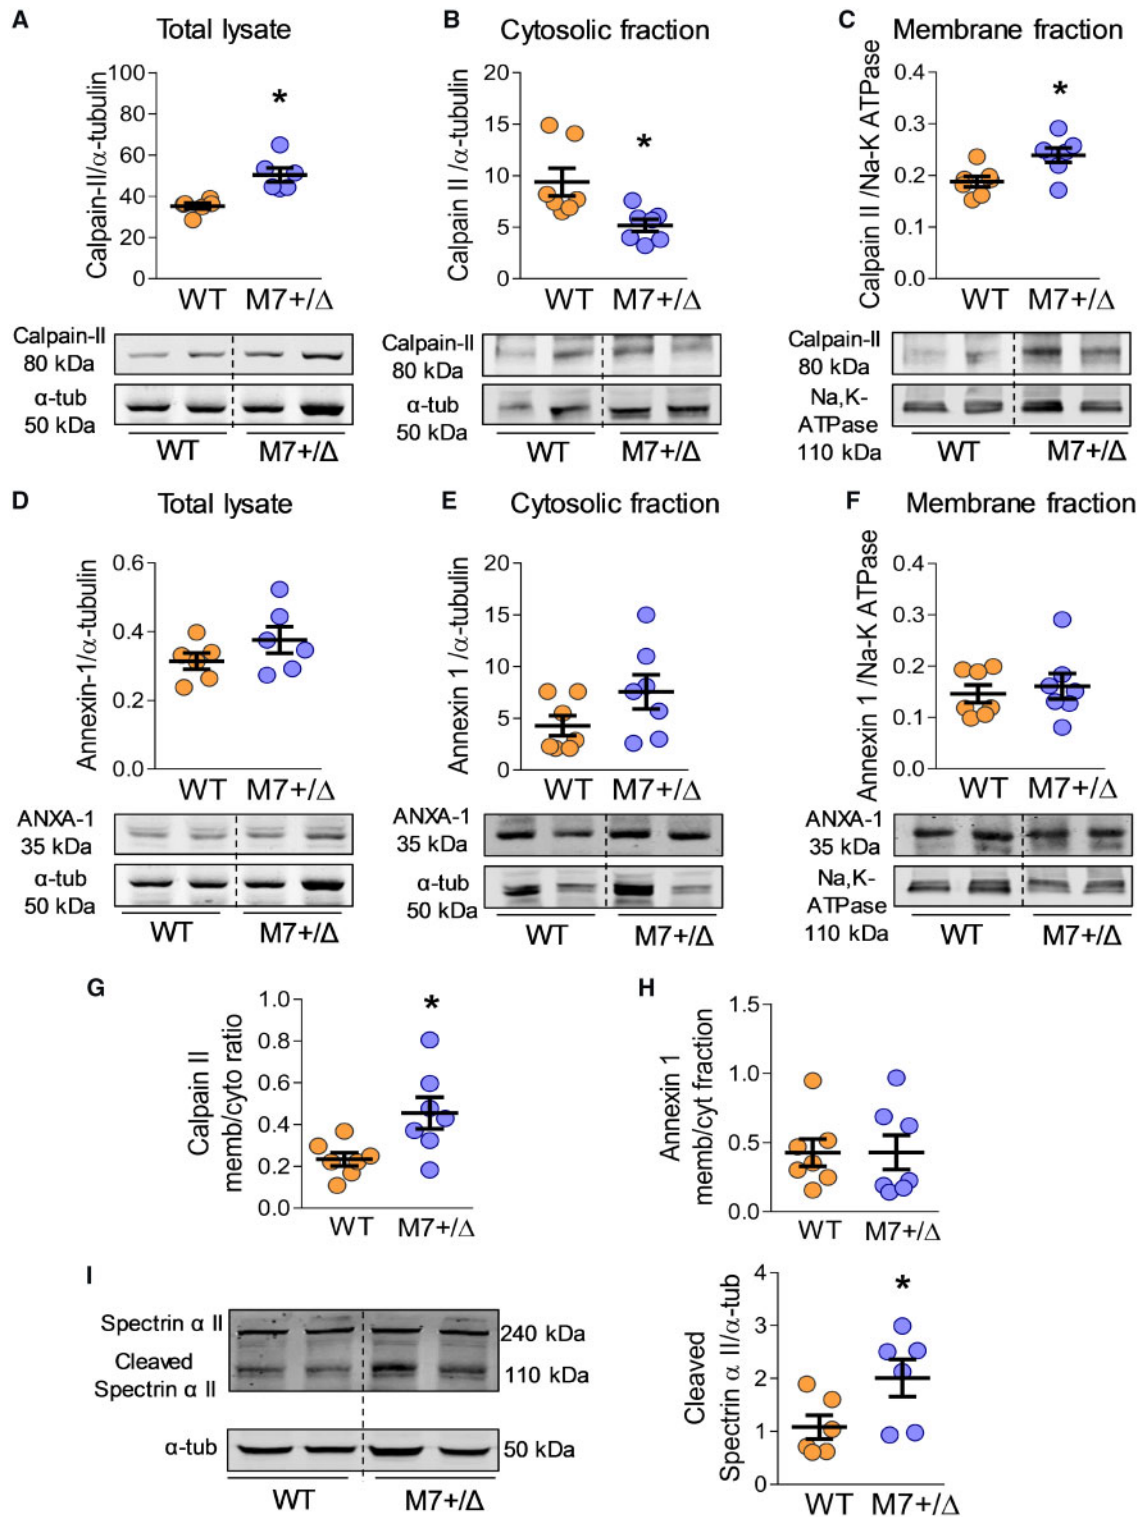 A
Total lysate
Calpain-II/α-tubulin
100
80
60
40
20
0
*
WT
M7+/Δ
Calpain-II
80 kDa
α-tub
50 kDa
WT
M7+/Δ
B
Cytosolic fraction
Calpain II /α-tubulin
20
15
10
5
0
*
WT
M7+/Δ
Calpain-II
80 kDa
α-tub
50 kDa
WT
M7+/Δ
C
Membrane fraction
Calpain II /Na-K ATPase
0.4
0.3
0.2
0.1
0.0
*
WT
M7+/Δ
Calpain-II
80 kDa
Na,K-
ATPase
110 kDa
WT
M7+/Δ
D
Total lysate
Annexin-1/α-tubulin
0.6
0.4
0.2
0.0
WT
M7+/Δ
ANXA-1
35 kDa
α-tub
50 kDa
WT
M7+/Δ
E
Cytosolic fraction
Annexin 1 /α-tubulin
20
15
10
5
0
WT
M7+/Δ
ANXA-1
35 kDa
α-tub
50 kDa
WT
M7+/Δ
F
Membrane fraction
Annexin 1 /Na-K ATPase
0.4
0.3
0.2
0.1
0.0
WT
M7+/Δ
ANXA-1
35 kDa
Na,K-
ATPase
110 kDa
WT
M7+/Δ
G
Calpain II
memb/cyto ratio
1.0
0.8
0.6
0.4
0.2
0.0
*
WT
M7+/Δ
H
Annexin 1
memb/cyt fraction
1.5
1.0
0.5
0.0
WT
M7+/Δ
I
Spectrin α II
240 kDa
Cleaved
Spectrin α II
110 kDa
α-tub
50 kDa
WT
M7+/Δ
Cleaved
Spectrin α II/α-tub
4
3
2
1
0
*
WT
M7+/Δ